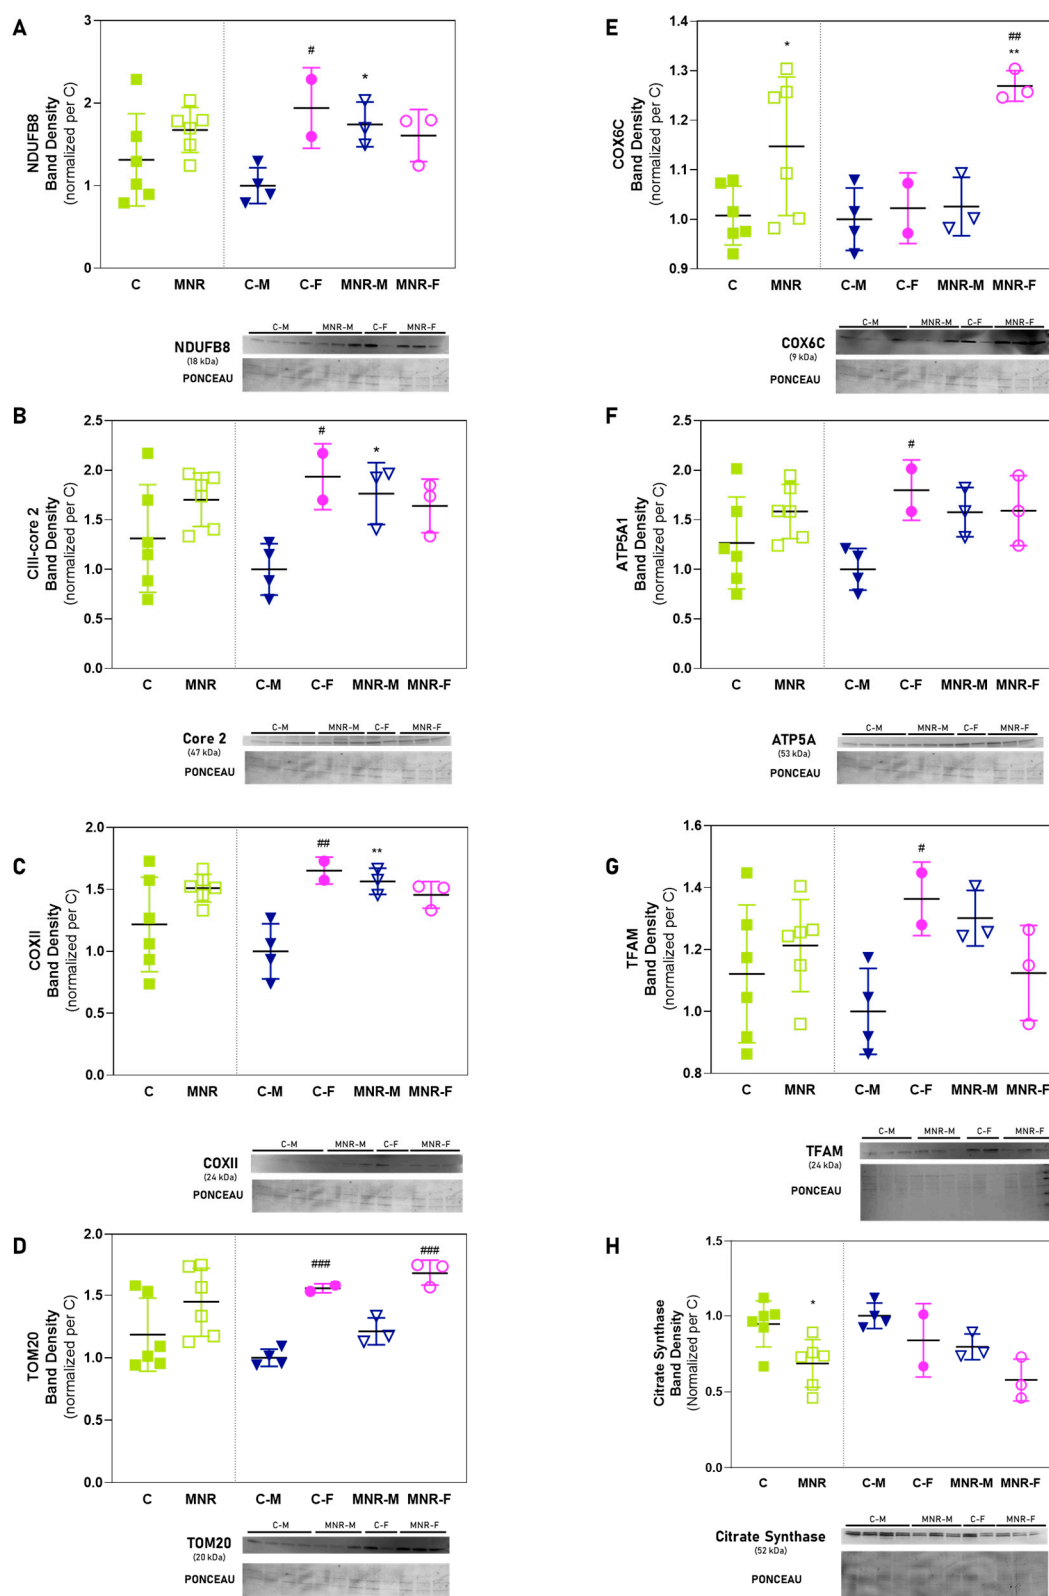 A
NDUFB8
Band Density
(normalized per C)
3
2
1
0
#
*
C MNR C-M C-F MNR-M MNR-F
C-M MNR-M C-F MNR-F
NDUFB8
(18 kDa)
PONCEAU
B
CIII-core 2
Band Density
(normalized per C)
2.5
2.0
1.5
1.0
0.5
0.0
#
*
C MNR C-M C-F MNR-M MNR-F
C-M MNR-M C-F MNR-F
Core 2
(47 kDa)
PONCEAU
C
COXII
Band Density
(normalized per C)
2.0
1.5
1.0
0.5
0.0
##
**
C MNR C-M C-F MNR-M MNR-F
C-M MNR-M C-F MNR-F
COXII
(24 kDa)
PONCEAU
D
TOM20
Band Density
(normalized per C)
2.0
1.5
1.0
0.5
0.0
###
###
C MNR C-M C-F MNR-M MNR-F
C-M MNR-M C-F MNR-F
TOM20
(20 kDa)
PONCEAU
E
COX6C
Band Density
(normalized per C)
1.4
1.3
1.2
1.1
1.0
0.9
*
##
**
C MNR C-M C-F MNR-M MNR-F
C-M MNR-M C-F MNR-F
COX6C
(9 kDa)
PONCEAU
F
ATP5A1
Band Density
(normalized per C)
2.5
2.0
1.5
1.0
0.5
0.0
#
C MNR C-M C-F MNR-M MNR-F
C-M MNR-M C-F MNR-F
ATP5A
(53 kDa)
PONCEAU
G
TFAM
Band Density
(normalized per C)
1.6
1.4
1.2
1.0
0.8
#
C MNR C-M C-F MNR-M MNR-F
C-M MNR-M C-F MNR-F
TFAM
(24 kDa)
PONCEAU
H
Citrate Synthase
Band Density
(Normalized per C)
1.5
1.0
0.5
0.0
*
C MNR C-M C-F MNR-M MNR-F
C-M MNR-M C-F MNR-F
Citrate Synthase
(52 kDa)
PONCEAU